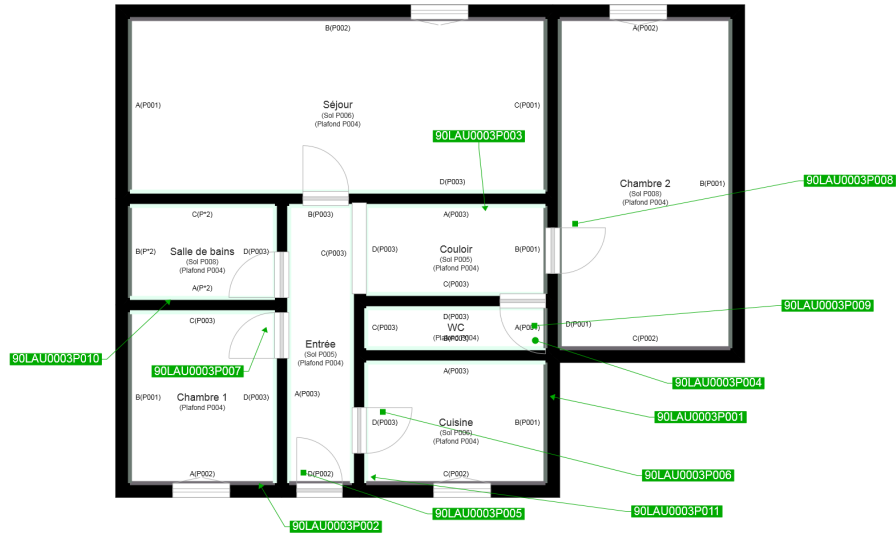 B(P002)
A(P002)
A(P001)
Séjour
(Sol P006)
(Plafond P004)
C(P001)
90LAU0003P003
D(P003)
Chambre 2
(Sol P008)
(Plafond P004)
B(P001)
90LAU0003P008
C(P*2)
B(P003)
A(P003)
Salle de bains
(Sol P008)
(Plafond P004)
B(P*2)
D(P003)
A(P*2)
C(P003)
D(P003)
Couloir
(Sol P005)
(Plafond P004)
B(P001)
C(P003)
90LAU0003P009
C(P003)
D(P003)
WC
A(P004)
D(P001)
C(P002)
C(P003)
Entrée
(Sol P005)
(Plafond P004)
90LAU0003P010
90LAU0003P007
A(P003)
90LAU0003P004
B(P001)
Chambre 1
(Plafond P004)
D(P003)
A(P003)
90LAU0003P001
D(P003)
Cuisine
(Sol P006)
(Plafond P004)
B(P001)
A(P002)
D(P002)
C(P002)
90LAU0003P006
90LAU0003P002
90LAU0003P005
90LAU0003P011